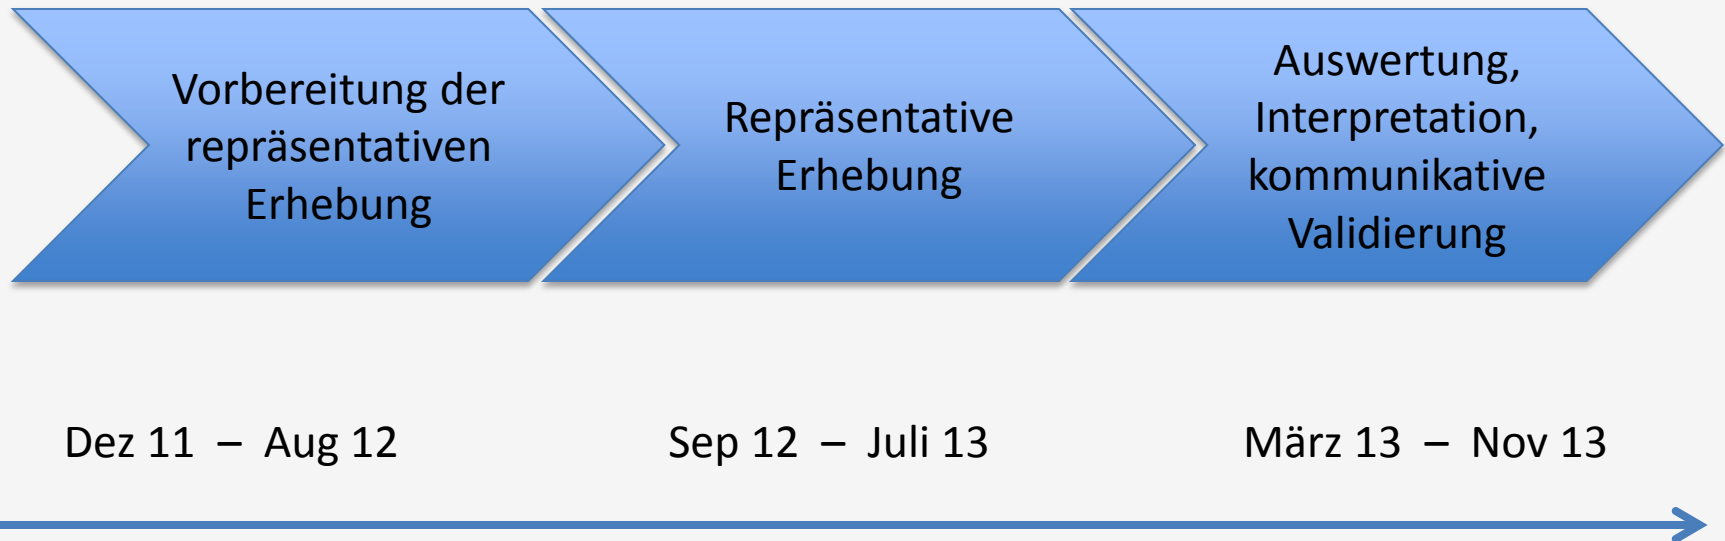 Vorbereitung der
repräsentativen
Erhebung
Repräsentative
Erhebung
Auswertung,
Interpretation,
kommunikative
Validierung
Dez 11 – Aug 12
Sep 12 – Juli 13
März 13 – Nov 13